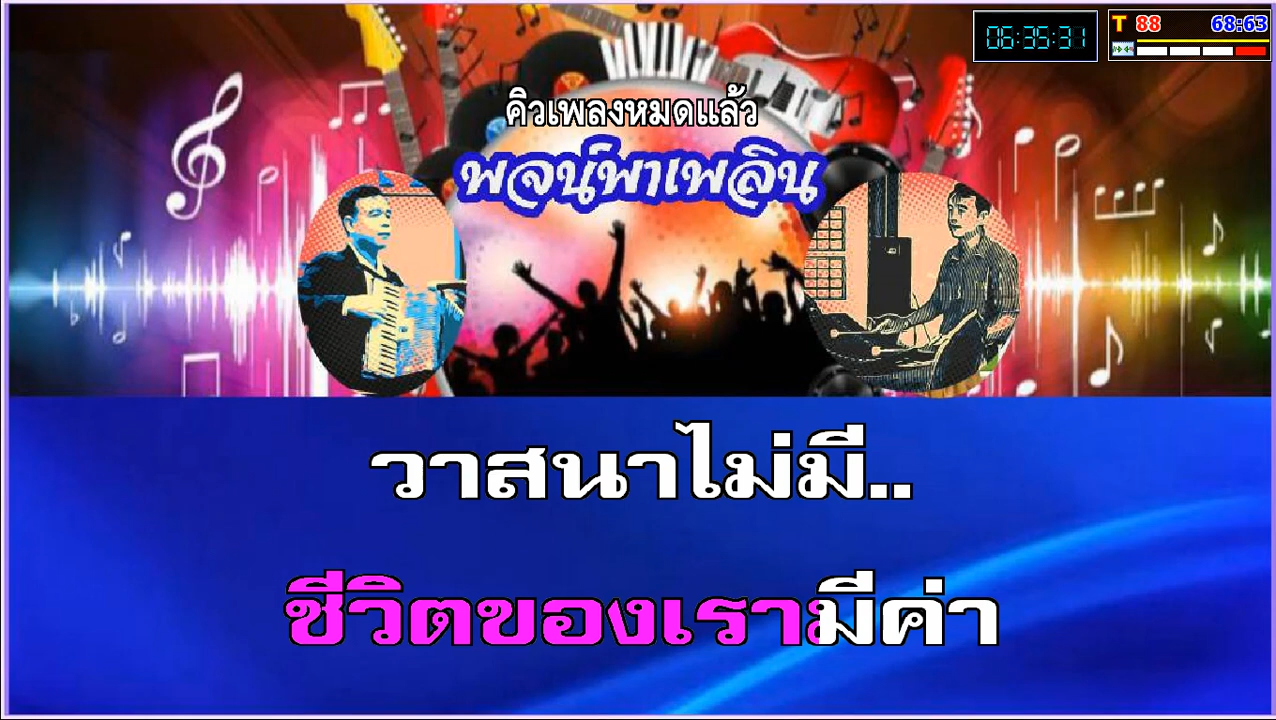 06:35:31
T 88 68:63
คิวเพลงหมดแล้ว
พจน์พาเพลิน
วาสนาไม่มี..
ชีวิตของเรามีค่า